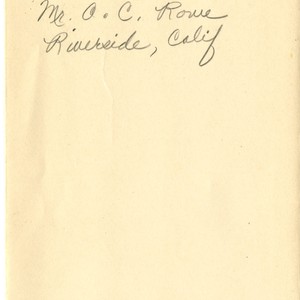 Mr. O. C. Rowe
Riverside, Calif